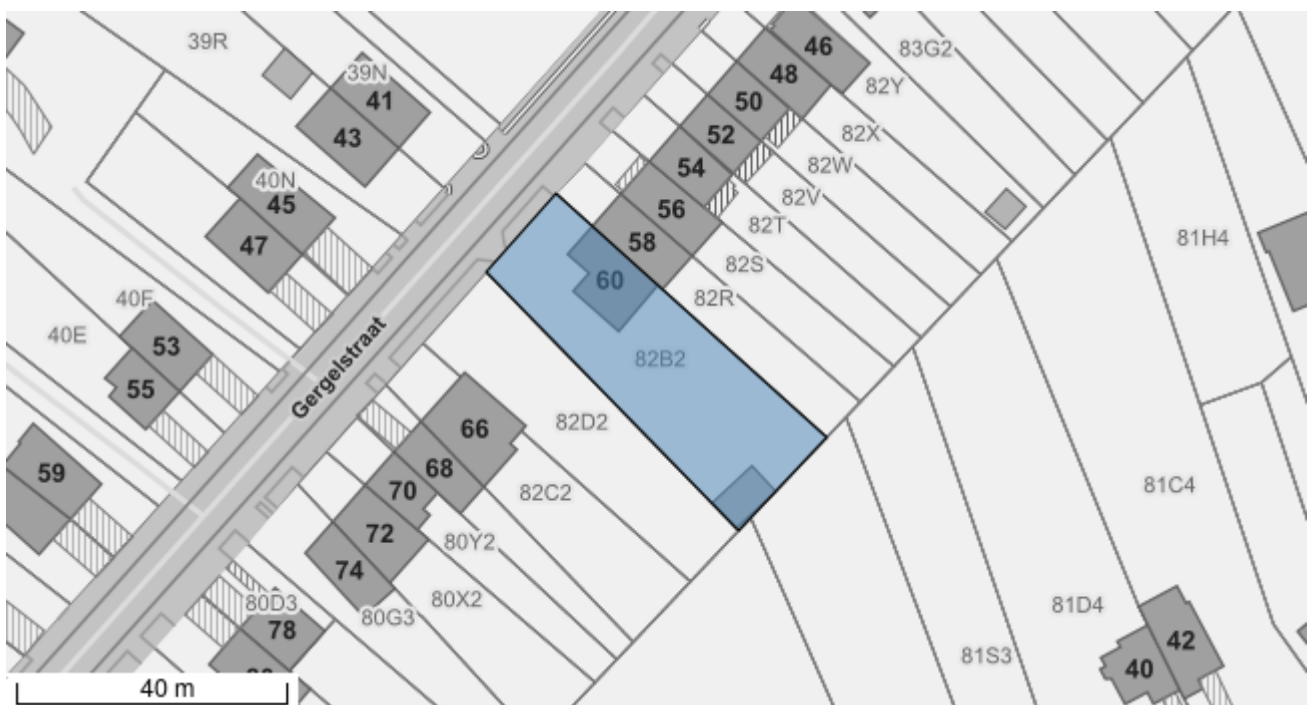 39R
39N
41
43
46
48
50
52
54
56
58
60
83G2
82Y
82X
82W
82V
82T
82S
82R
82B2
40N
45
47
40F
40E
53
55
59
Gergelstraat
66
68
70
72
74
82D2
82C2
80Y2
80X2
80G3
80D3
78
81H4
81C4
81D4
81S3
42
40
40 m